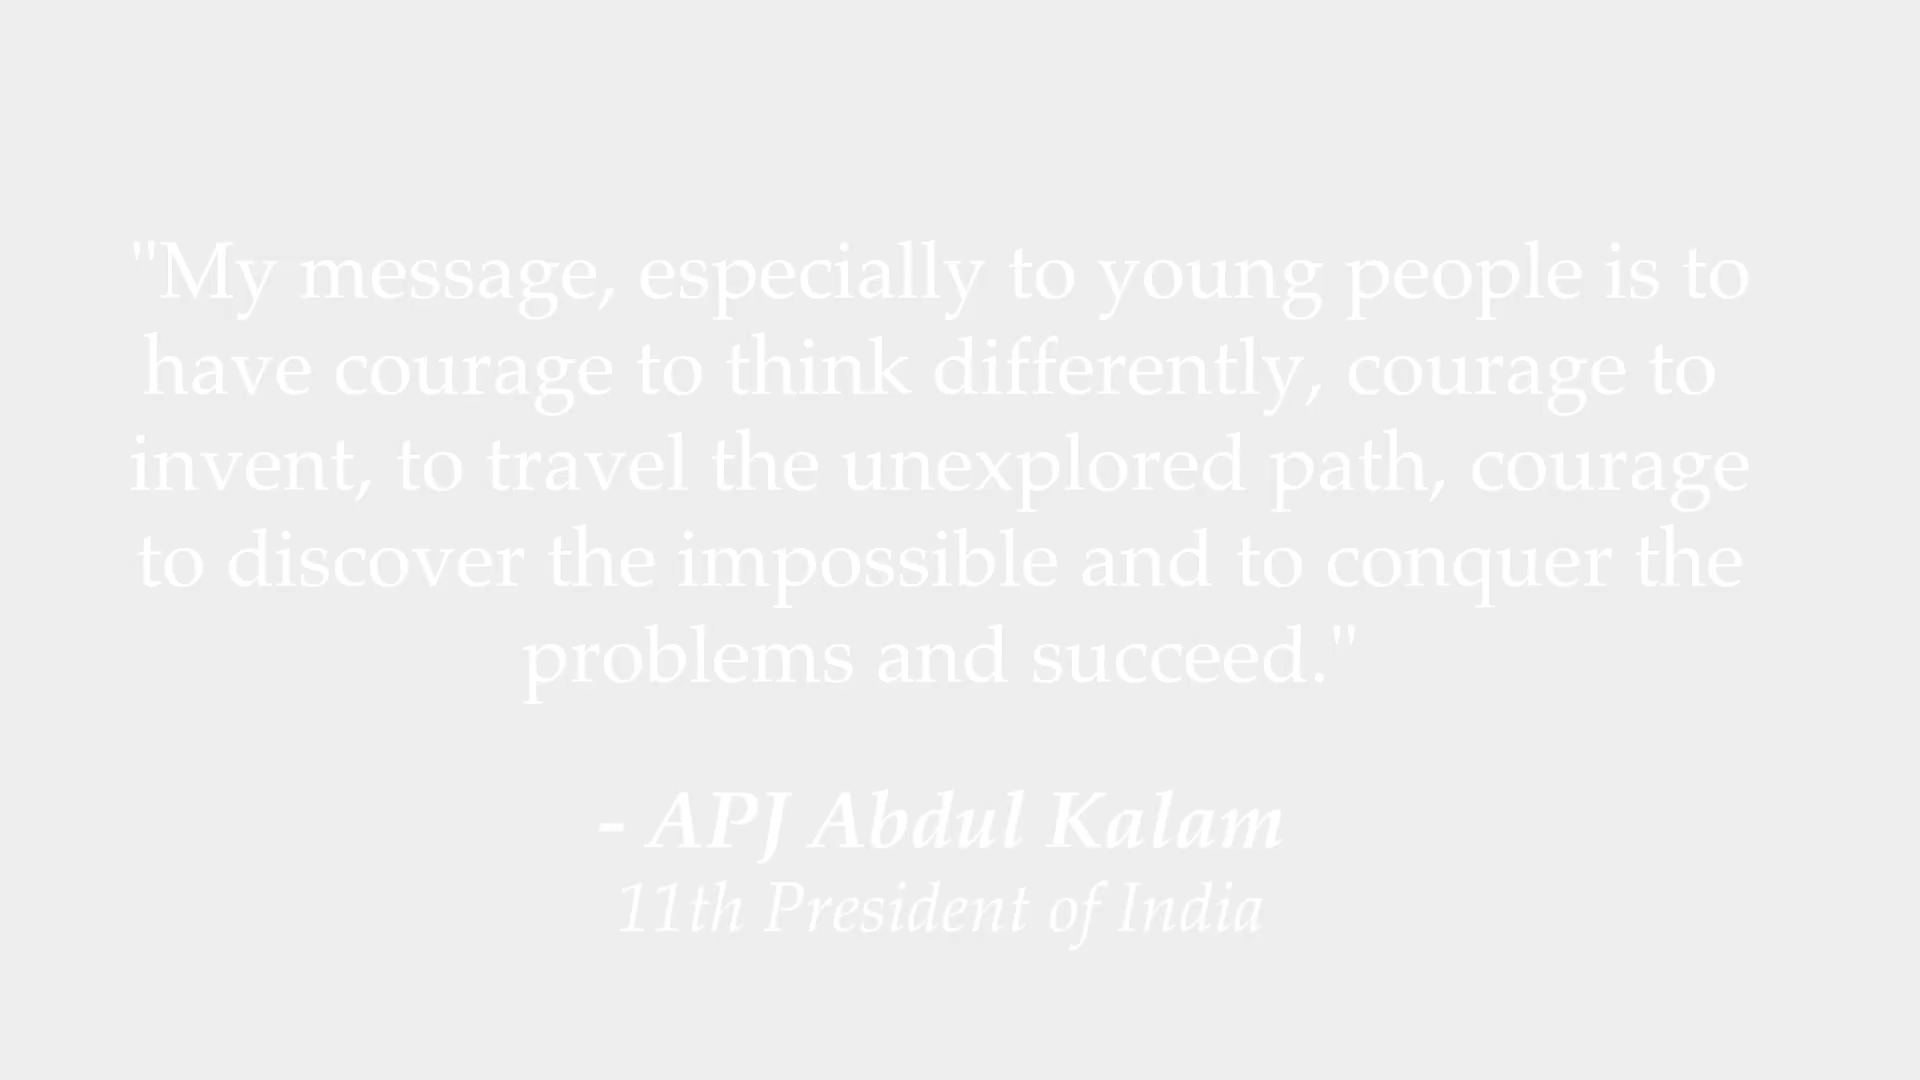 "My message, especially to young people is to
have courage to think differently, courage to
invent, to travel the unexplored path, courage
to discover the impossible and to conquer the
problems and succeed."
- APJ Abdul Kalam
11th President of India